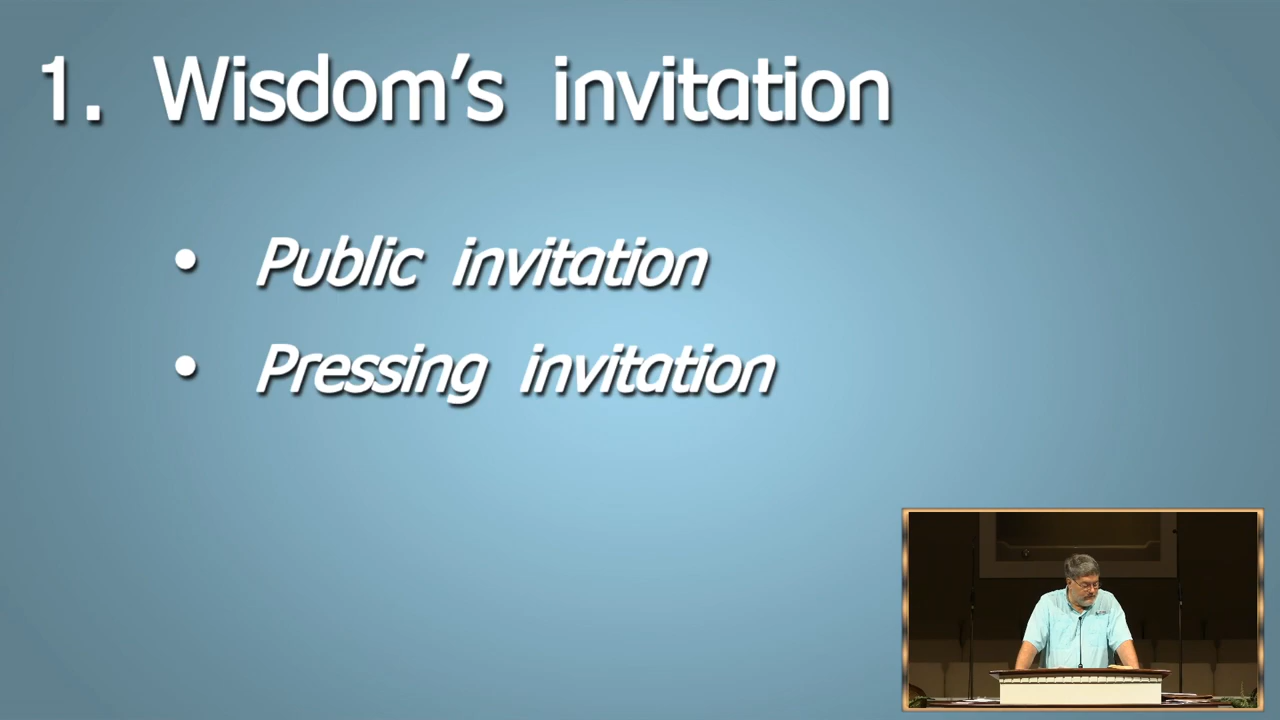 1. Wisdom's invitation
• Public invitation
• Pressing invitation